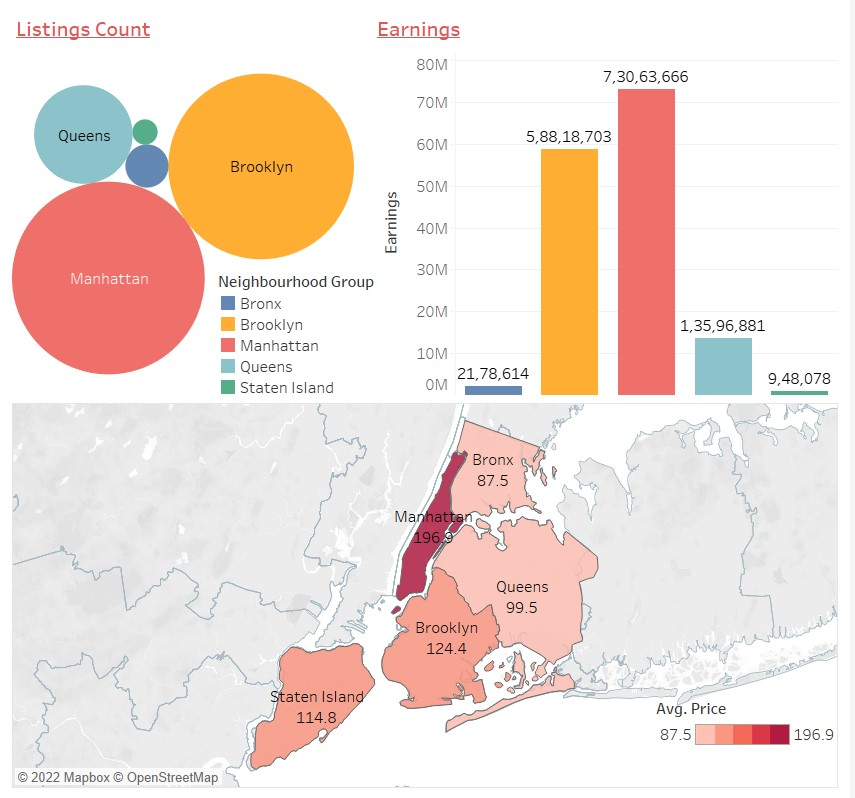 Listings Count
Queens
Brooklyn
Manhattan
Neighbourhood Group
Bronx
Brooklyn
Manhattan
Queens
Staten Island
Earnings
Earnings
80M
70M
60M
50M
40M
30M
20M
10M
0M
21,78,614
5,88,18,703
7,30,63,666
1,35,96,881
9,48,078
Bronx
87.5
Manhattan
196.9
Queens
99.5
Brooklyn
124.4
Staten Island
114.8
Avg. Price
87.5 196.9
© 2022 Mapbox © OpenStreetMap